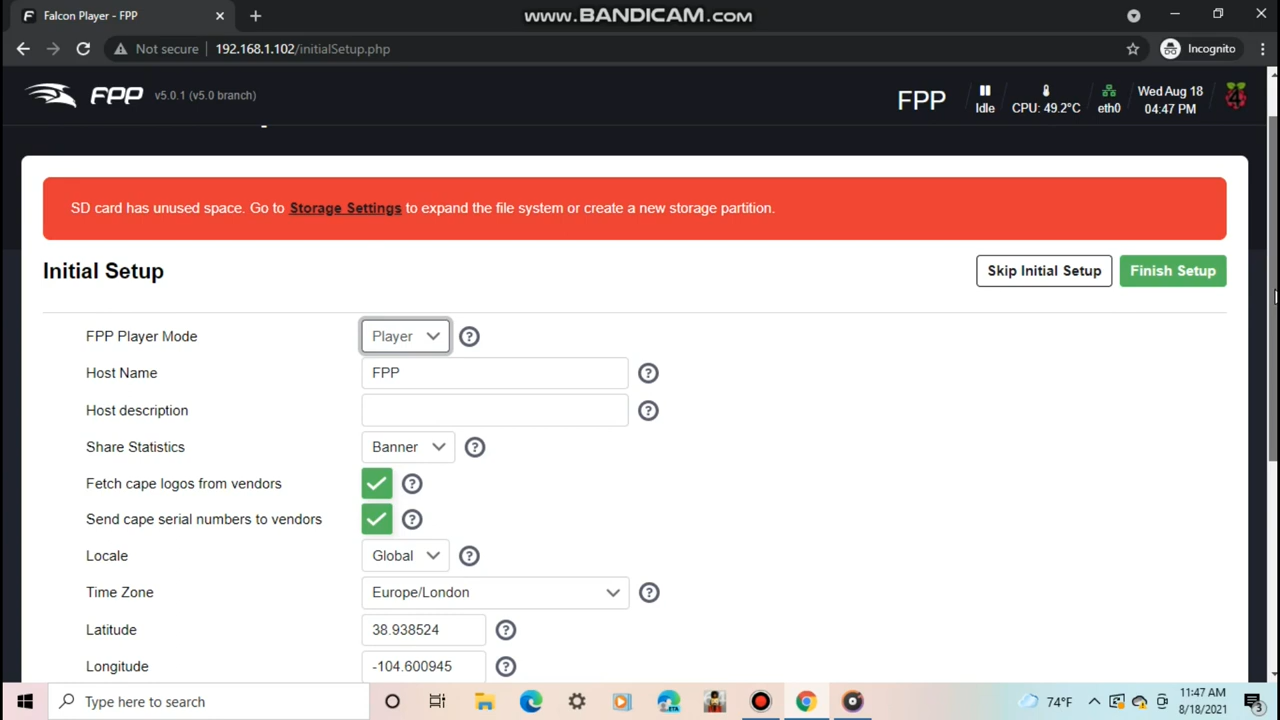 Falcon Player - FPP
www.BANDICAM.com
Not secure
192.168.1.102/initialSetup.php
Incognito
FPP v5.0.1 (v5.0 branch)
FPP
Idle
CPU: 49.2°C
eth0
Wed Aug 18
04:47 PM
SD card has unused space. Go to Storage Settings to expand the file system or create a new storage partition.
Initial Setup
Skip Initial Setup
Finish Setup
FPP Player Mode
Player
Host Name
FPP
Host description
Share Statistics
Banner
Fetch cape logos from vendors
Send cape serial numbers to vendors
Locale
Global
Time Zone
Europe/London
Latitude
38.938524
Longitude
-104.600945
Type here to search
74°F
11:47 AM
8/18/2021
3